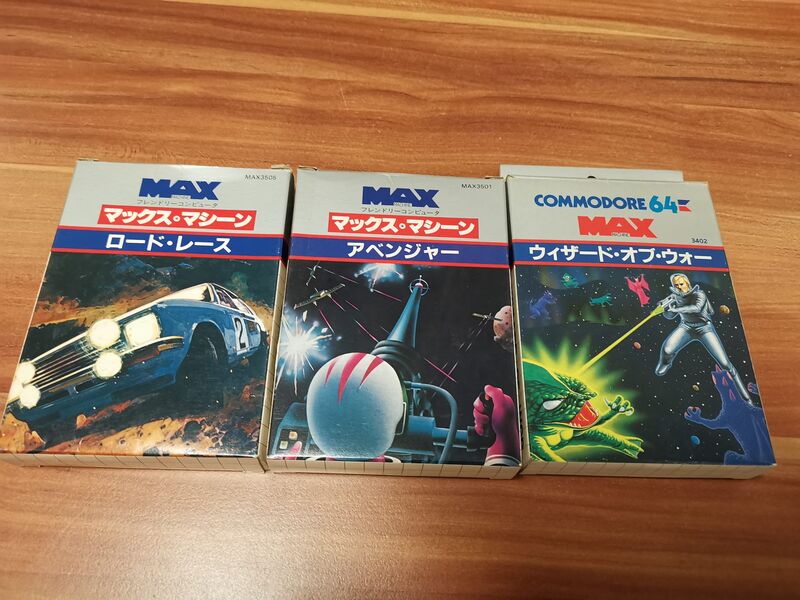 MAX3505
MAX
MACHINE
フレンドリーコンピュータ
マックス・マシーン
ロード・レース
2
MAX3501
MAX
MACHINE
フレンドリーコンピュータ
マックス・マシーン
アベンジャー
COMMODORE 64
MAX
MACHINE
3402
ウィザード・オブ・ウォー